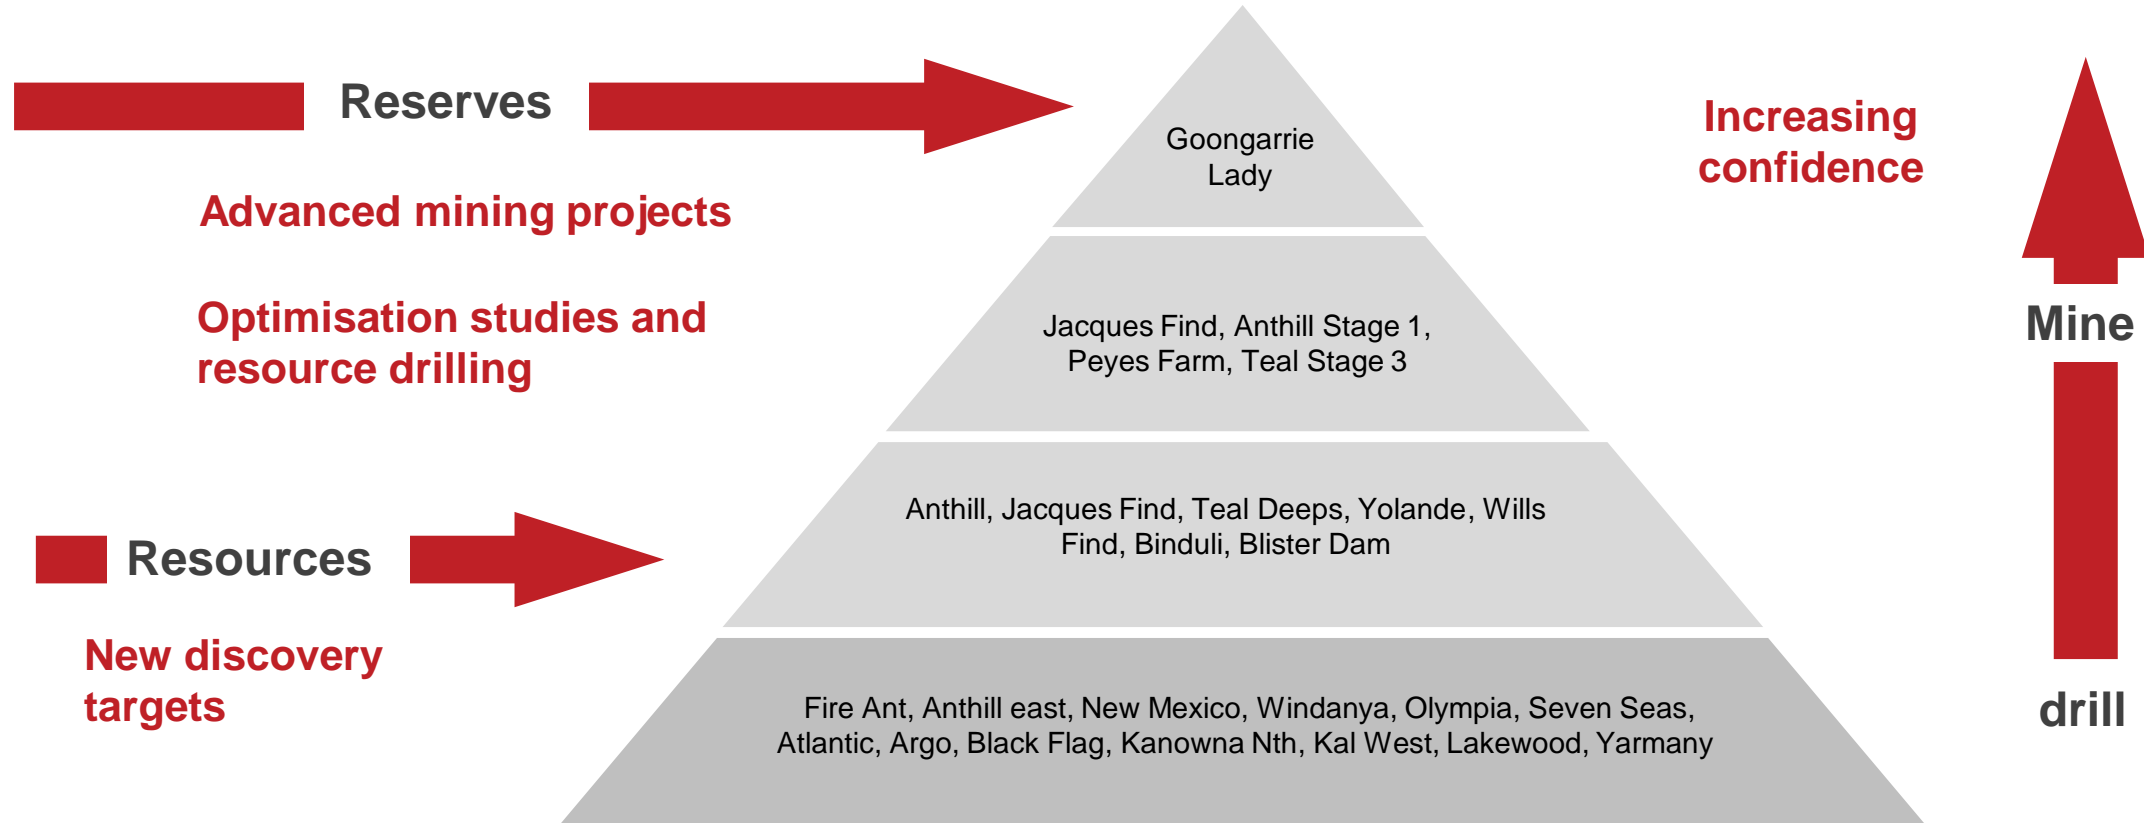 Reserves
Advanced mining projects
Optimisation studies and
resource drilling
Resources
New discovery
targets
Goongarrie
Lady
Jacques Find, Anthill Stage 1,
Peyes Farm, Teal Stage 3
Anthill, Jacques Find, Teal Deeps, Yolande, Wills
Find, Binduli, Blister Dam
Fire Ant, Anthill east, New Mexico, Windanya, Olympia, Seven Seas,
Atlantic, Argo, Black Flag, Kanowna Nth, Kal West, Lakewood, Yarmany
Increasing
confidence
Mine
drill